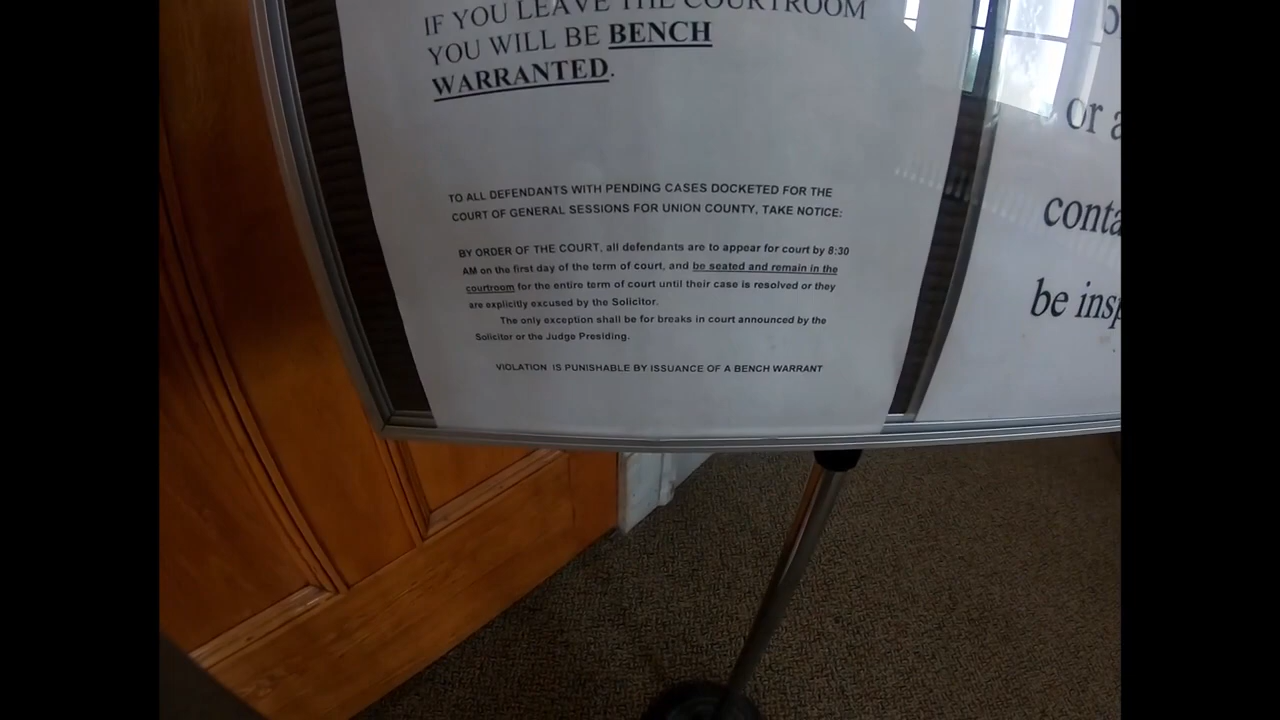 IF YOU LEAVE THE COURTROOM
YOU WILL BE BENCH
WARRANTED.
TO ALL DEFENDANTS WITH PENDING CASES DOCKETED FOR THE
COURT OF GENERAL SESSIONS FOR UNION COUNTY, TAKE NOTICE:
BY ORDER OF THE COURT, all defendants are to appear for court by 8:30
AM on the first day of the term of court, and be seated and remain in the
courtroom for the entire term of court until their case is resolved or they
are explicitly excused by the Solicitor.
The only exception shall be for breaks in court announced by the
Solicitor or the Judge Presiding.
VIOLATION IS PUNISHABLE BY ISSUANCE OF A BENCH WARRANT
or a
conta
be insp